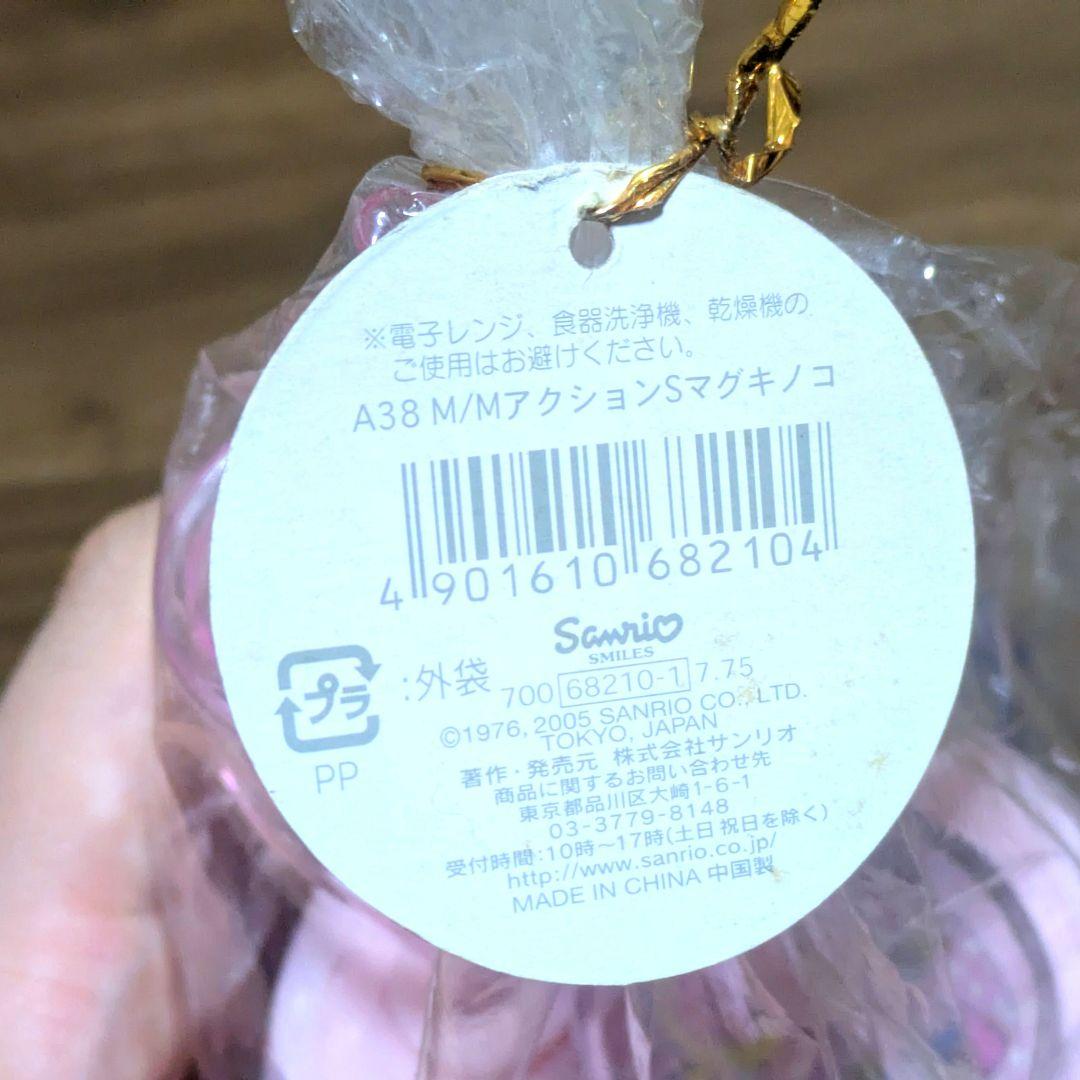 ※電子レンジ、食器洗浄機、乾燥機の
ご使用はお避けください。
A38 M/MアクションSマグキノコ
4 901610 682104
Sanrio
SMILES
プラ
:外袋
PP
700 68210-1 7.75
©1976, 2005 SANRIO CO., LTD.
TOKYO, JAPAN
著作・発売元 株式会社サンリオ
商品に関するお問い合わせ先
東京都品川区大崎1-6-1
03-3779-8148
受付時間:10時〜17時(土日祝日を除く)
http://www.sanrio.co.jp/
MADE IN CHINA 中国製